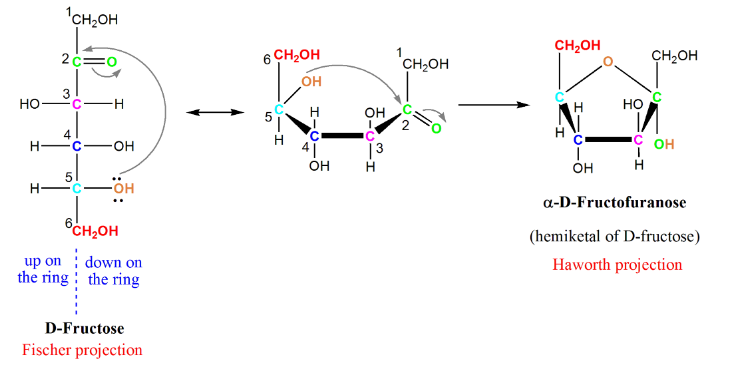 1
CH₂OH
2
C=O
3
HO C H
4
H C OH
5
H C OH
6
CH₂OH
up on
the ring
down on
the ring
D-Fructose
Fischer projection
6 CH₂OH
OH
1
CH₂OH
5 C
H
H
OH
C
2
O
4 C
C 3
H
OH
H
CH₂OH
O
CH₂OH
C
H
H
HO
C
OH
C
C
OH
H
α-D-Fructofuranose
(hemiketal of D-fructose)
Haworth projection